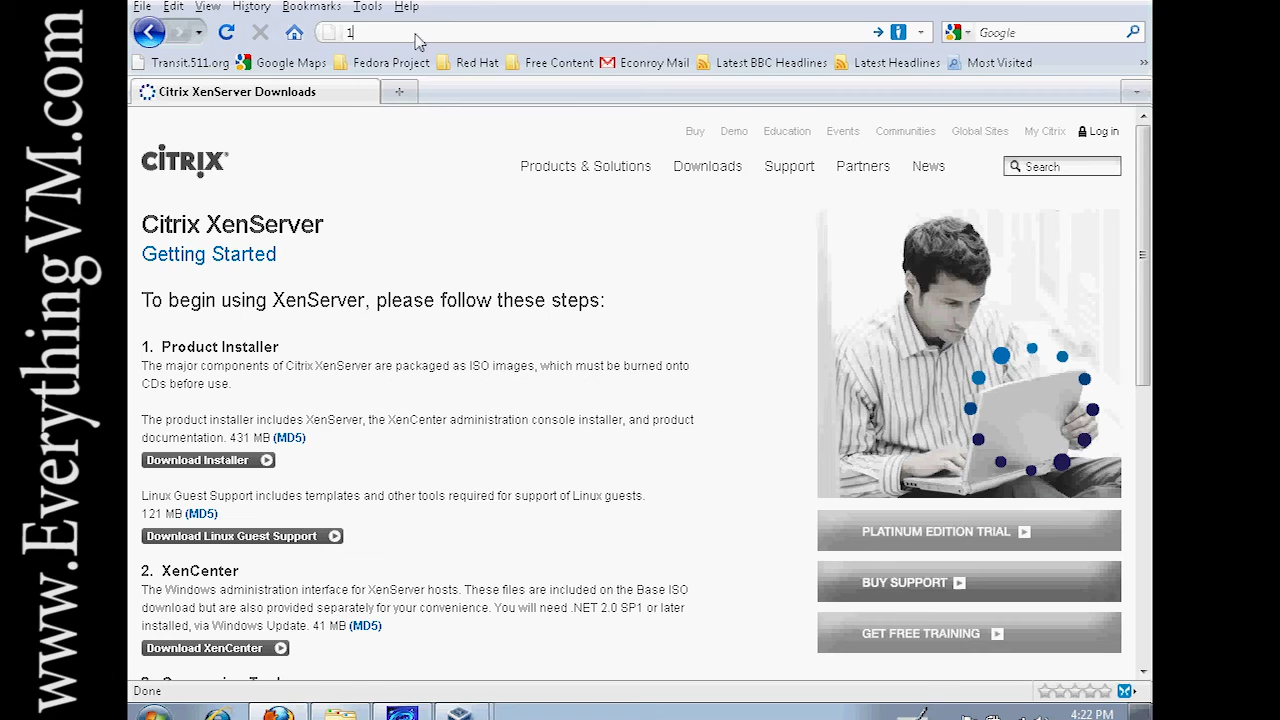 www.EverythingVM.com
File Edit View History Bookmarks Tools Help
1
Google
Transit.511.org Google Maps Fedora Project Red Hat Free Content Econroy Mail Latest BBC Headlines Latest Headlines Most Visited »
Citrix XenServer Downloads
Buy Demo Education Events Communities Global Sites My Citrix Log in
CITRIX
Products & Solutions Downloads Support Partners News Search
Citrix XenServer
Getting Started
To begin using XenServer, please follow these steps:
1. Product Installer
The major components of Citrix XenServer are packaged as ISO images, which must be burned onto
CDs before use.
The product installer includes XenServer, the XenCenter administration console installer, and product
documentation. 431 MB (MD5)
Download Installer
Linux Guest Support includes templates and other tools required for support of Linux guests.
121 MB (MD5)
Download Linux Guest Support
2. XenCenter
The Windows administration interface for XenServer hosts. These files are included on the Base ISO
download but are also provided separately for your convenience. You will need .NET 2.0 SP1 or later
installed, via Windows Update. 41 MB (MD5)
Download XenCenter
PLATINUM EDITION TRIAL
BUY SUPPORT
GET FREE TRAINING
Done
4:22 PM